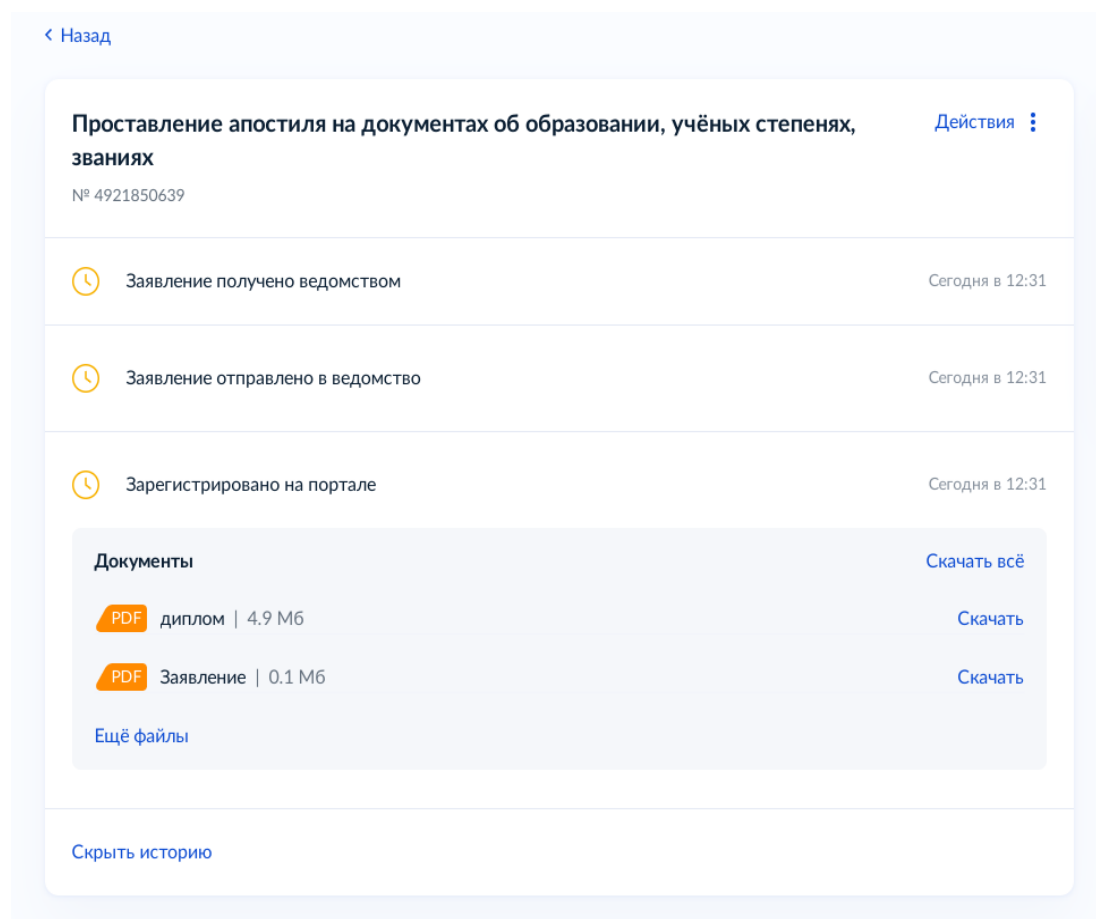 Назад
Проставление апостиля на документах об образовании, учёных степенях,
званиях
Действия
№ 4921850639
Заявление получено ведомством
Сегодня в 12:31
Заявление отправлено в ведомство
Сегодня в 12:31
Зарегистрировано на портале
Сегодня в 12:31
Документы
Скачать всё
PDF диплом | 4.9 Мб
Скачать
PDF Заявление | 0.1 Мб
Скачать
Ещё файлы
Скрыть историю